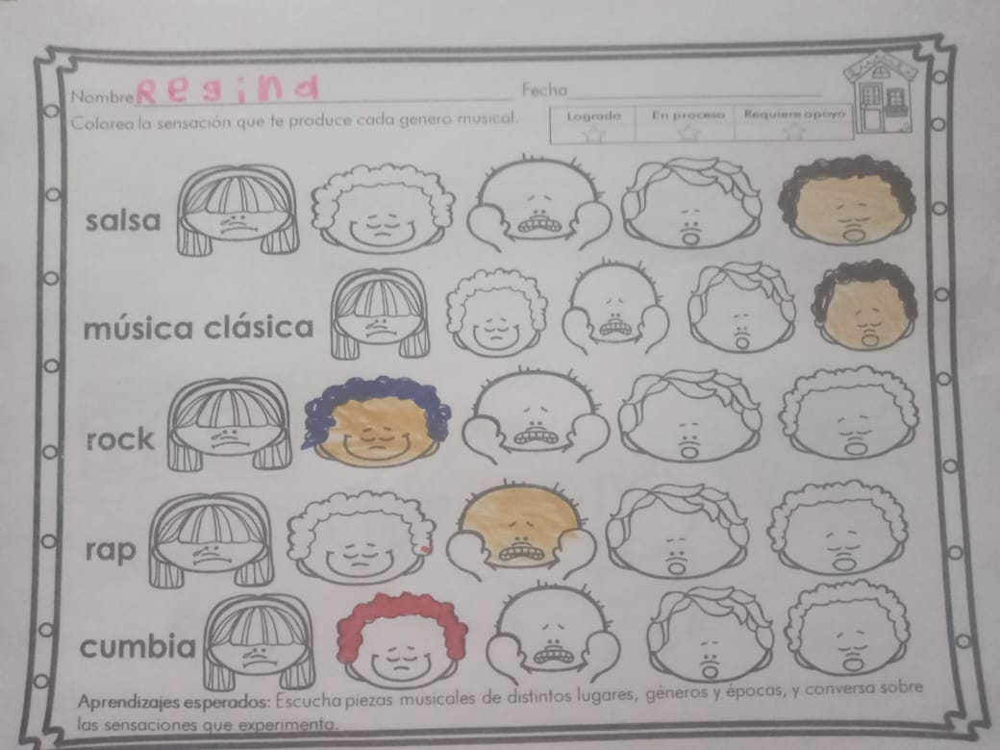 Nombre Regina Fecha
Colorea la sensación que te produce cada genero musical.
Logrado En proceso Requiere apoyo
salsa
música clásica
rock
rap
cumbia
Aprendizajes esperados: Escucha piezas musicales de distintos lugares, géneros y épocas, y conversa sobre
las sensaciones que experimenta.